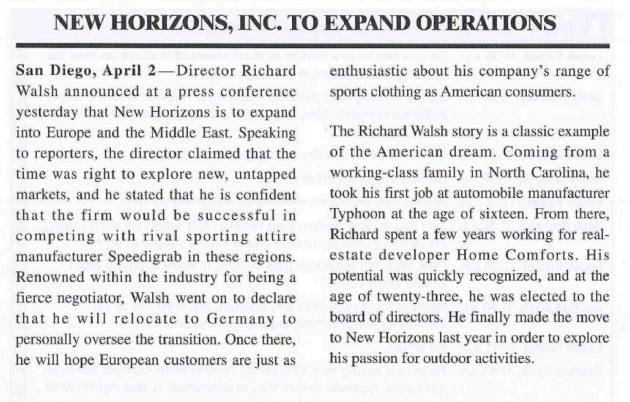 NEW HORIZONS, INC. TO EXPAND OPERATIONS
San Diego, April 2—Director Richard
Walsh announced at a press conference
yesterday that New Horizons is to expand
into Europe and the Middle East. Speaking
to reporters, the director claimed that the
time was right to explore new, untapped
markets, and he stated that he is confident
that the firm would be successful in
competing with rival sporting attire
manufacturer Speedigrab in these regions.
Renowned within the industry for being a
fierce negotiator, Walsh went on to declare
that he will relocate to Germany to
personally oversee the transition. Once there,
he will hope European customers are just as
enthusiastic about his company's range of
sports clothing as American consumers.
The Richard Walsh story is a classic example
of the American dream. Coming from a
working-class family in North Carolina, he
took his first job at automobile manufacturer
Typhoon at the age of sixteen. From there,
Richard spent a few years working for real-
estate developer Home Comforts. His
potential was quickly recognized, and at the
age of twenty-three, he was elected to the
board of directors. He finally made the move
to New Horizons last year in order to explore
his passion for outdoor activities.